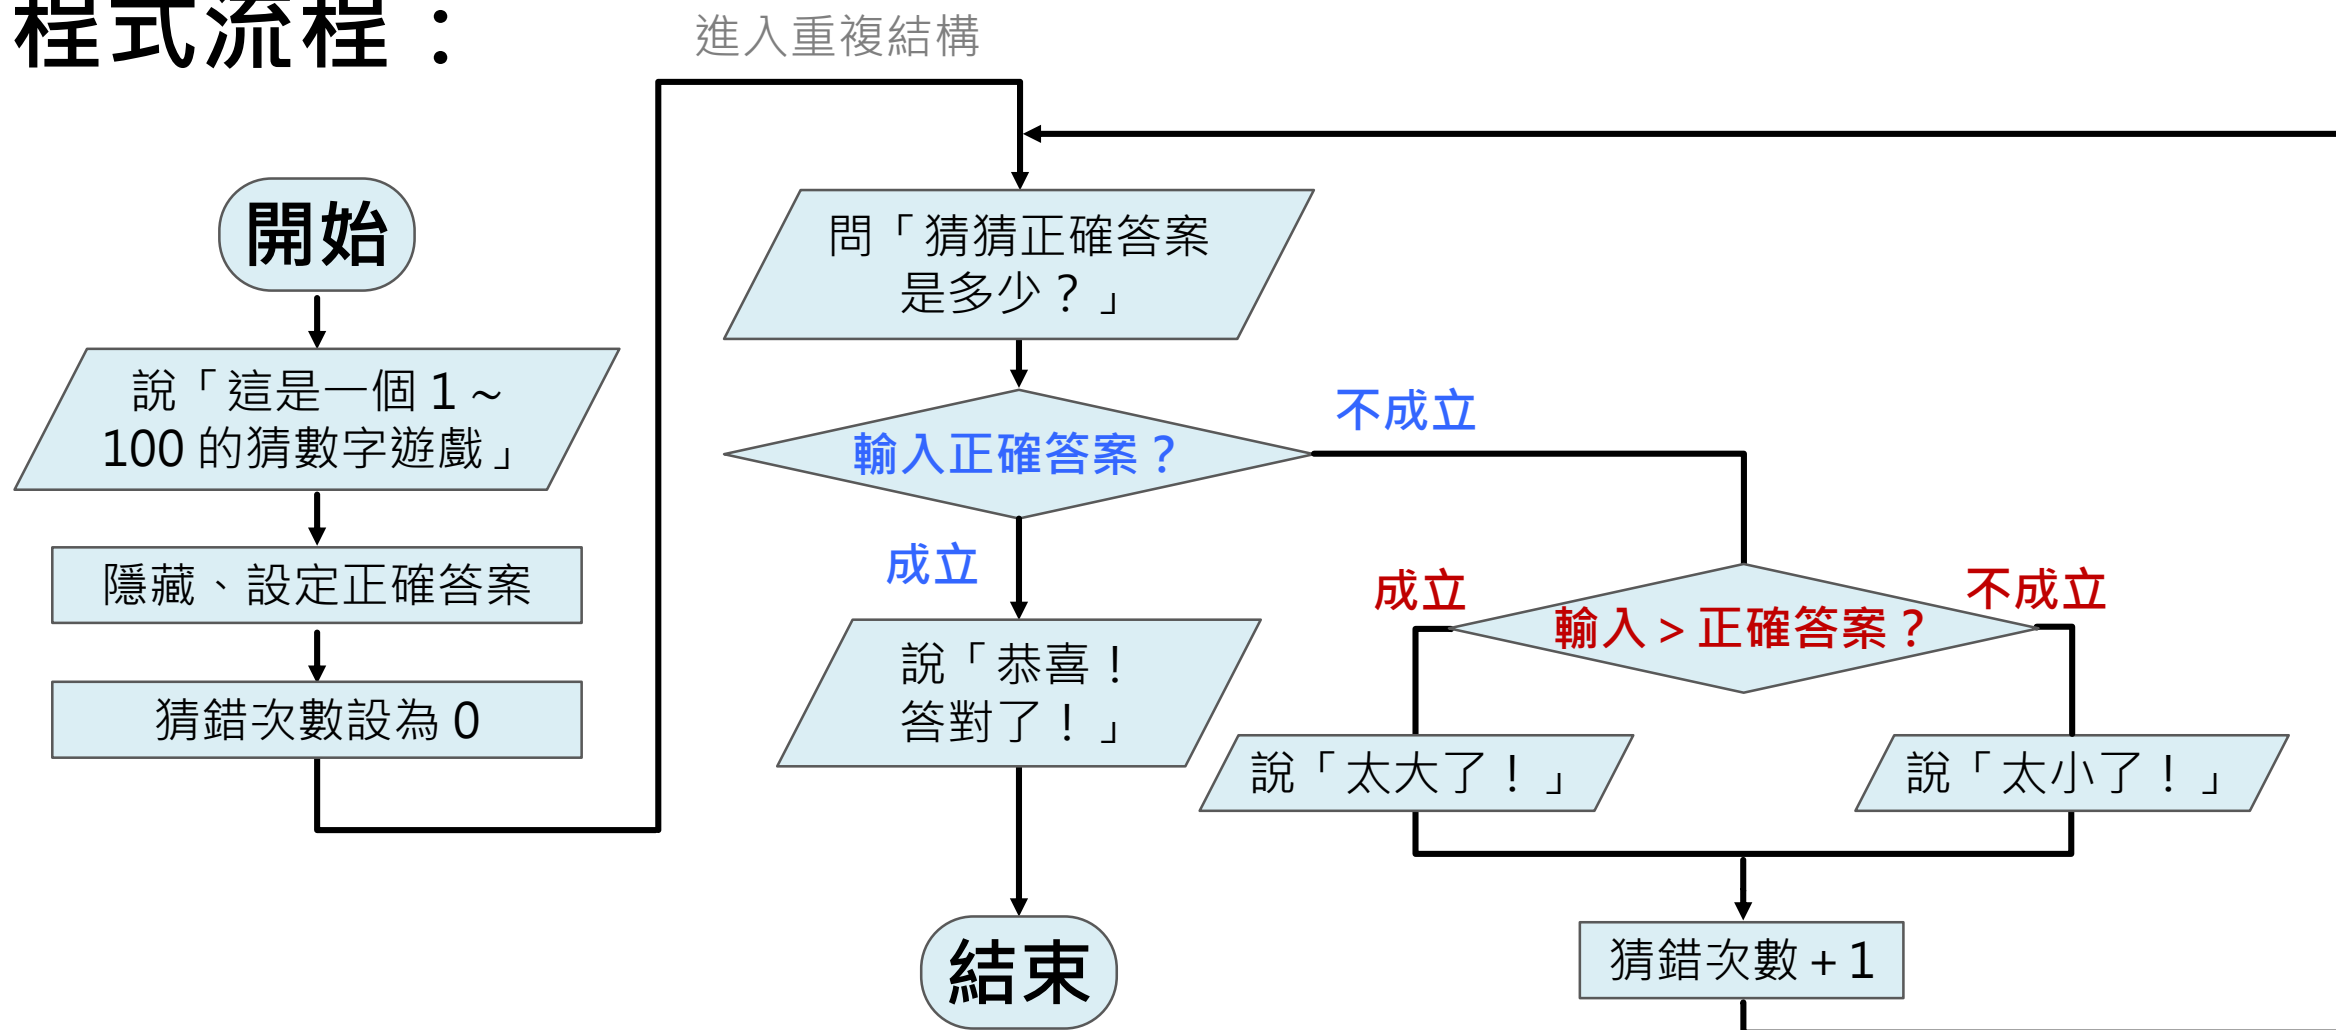 程式流程：
進入重複結構
開始
說「這是一個 1 ~
100 的猜數字遊戲」
隱藏、設定正確答案
猜錯次數設為 0
問「猜猜正確答案
是多少？」
輸入正確答案？
不成立
成立
說「恭喜！
答對了！」
結束
成立
輸入 > 正確答案？
不成立
說「太大了！」
說「太小了！」
猜錯次數 + 1